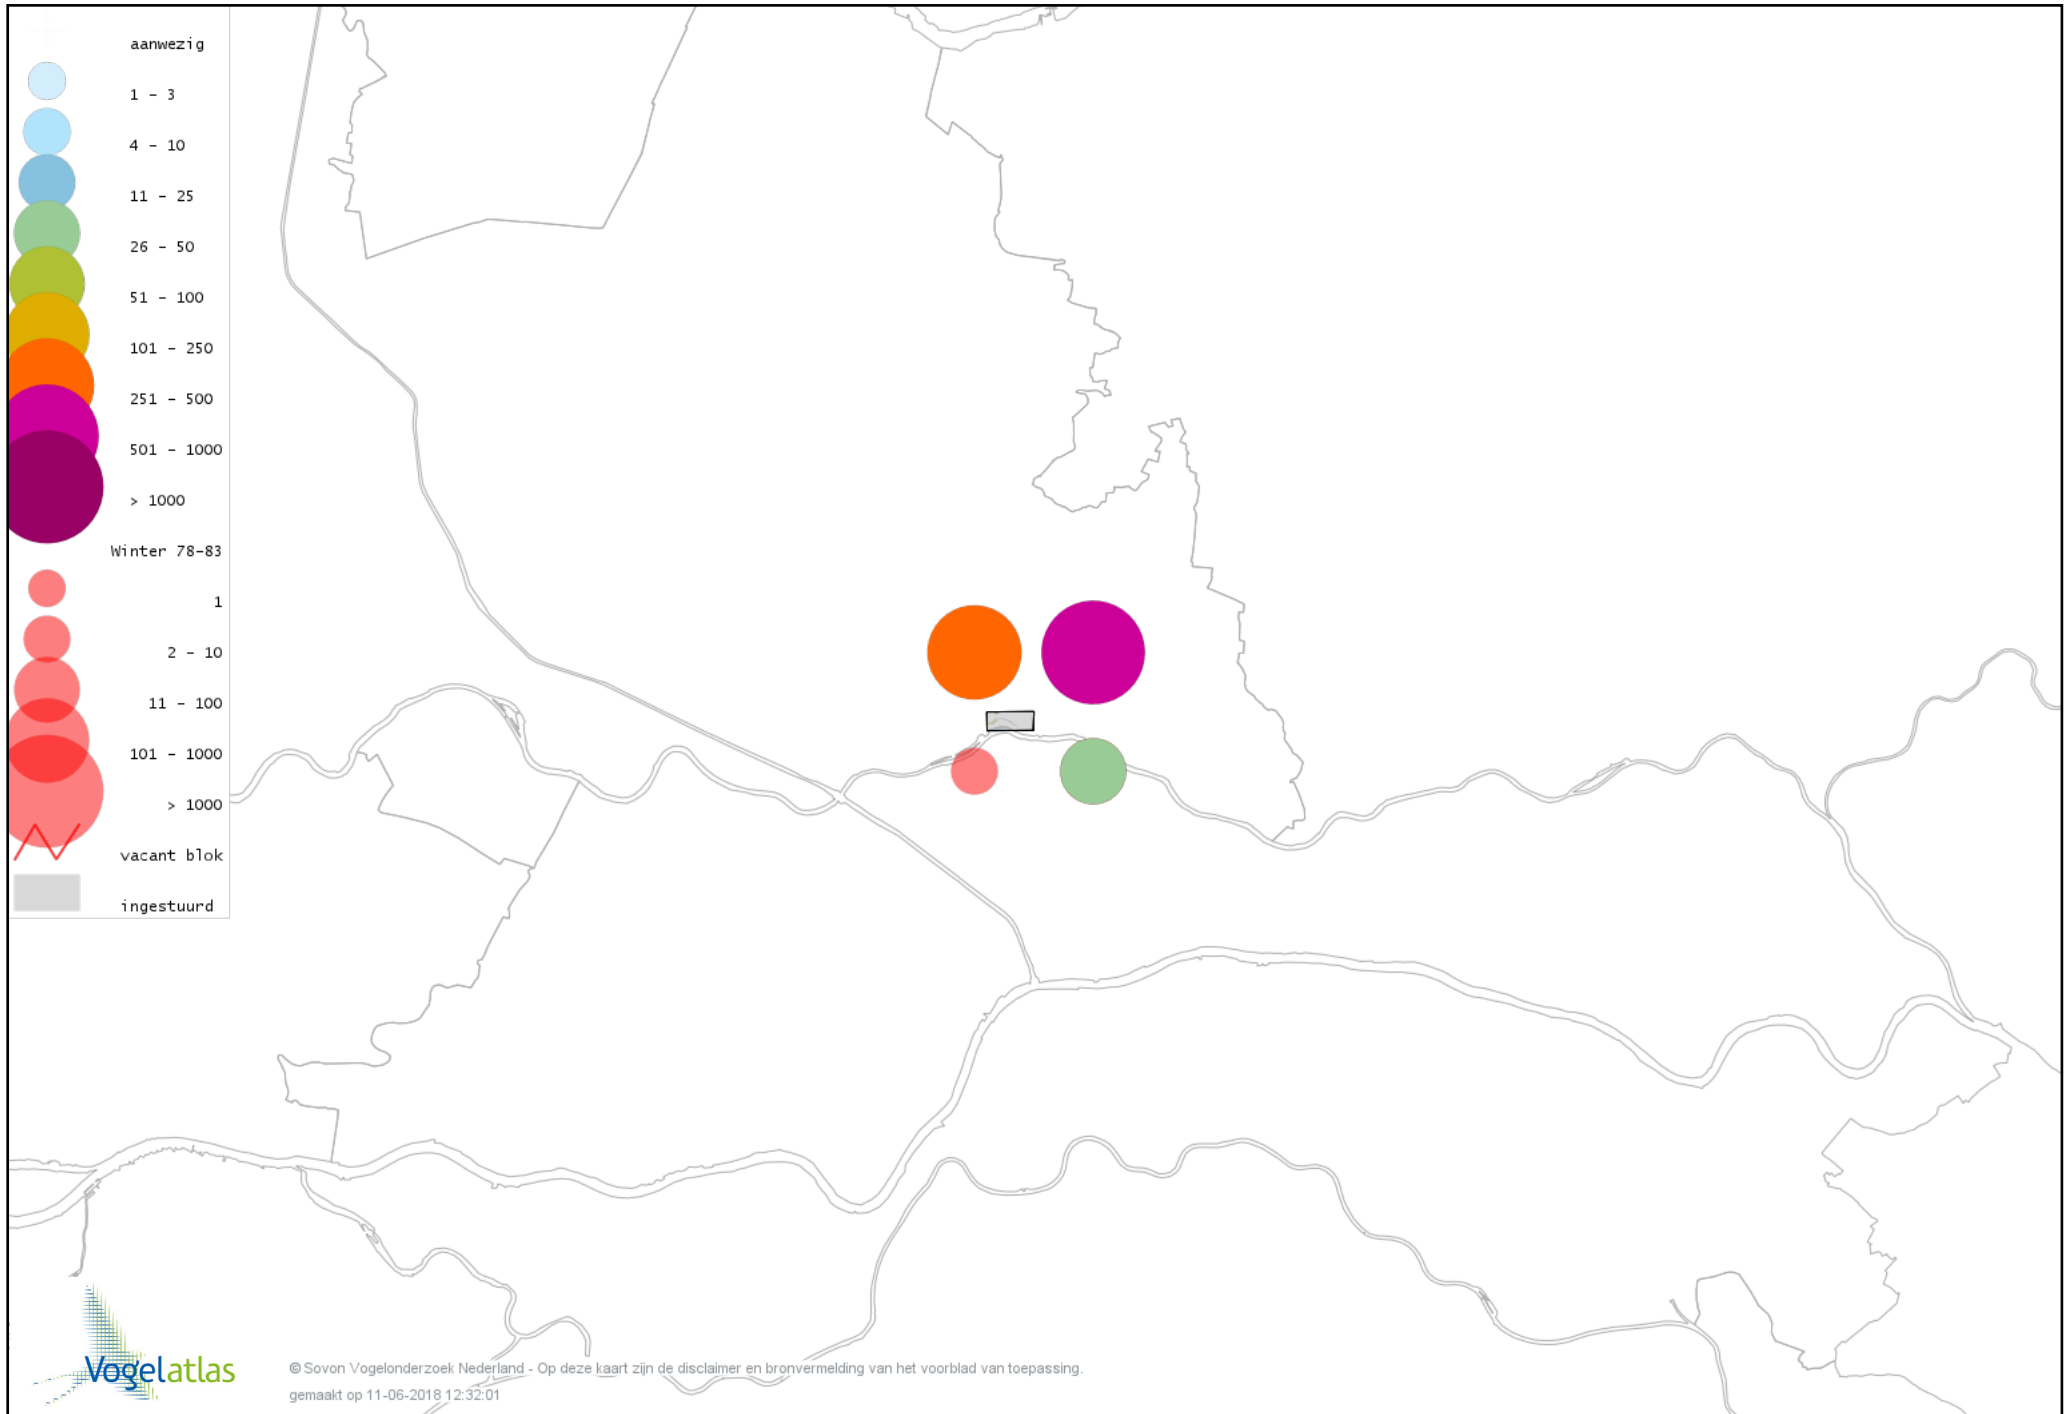 aanwezig
1 - 3
4 - 10
11 - 25
26 - 50
51 - 100
101 - 250
251 - 500
501 - 1000
> 1000
Winter 78-83
1
2 - 10
11 - 100
101 - 1000
> 1000
vacant blok
ingestuurd
Vogelatlas
© Sovon Vogelonderzoek Nederland - Op deze kaart zijn de disclaimer en bronvermelding van het voorblad van toepassing.
gemaakt op 11-06-2018 12:32:01